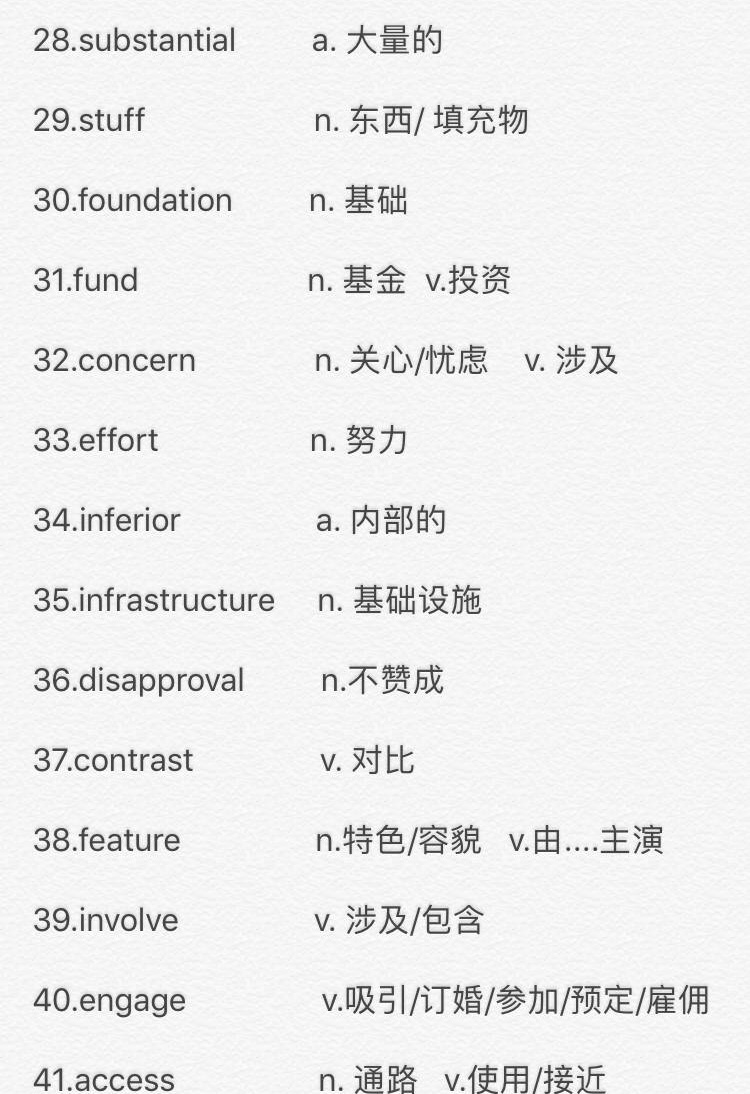 28.substantial a. 大量的
29.stuff n. 东西/ 填充物
30.foundation n. 基础
31.fund n. 基金 v.投资
32.concern n. 关心/忧虑 v. 涉及
33.effort n. 努力
34.inferior a. 内部的
35.infrastructure n. 基础设施
36.disapproval n.不赞成
37.contrast v. 对比
38.feature n.特色/容貌 v.由....主演
39.involve v. 涉及/包含
40.engage v.吸引/订婚/参加/预定/雇佣
41.access n. 通路 v.使用/接近